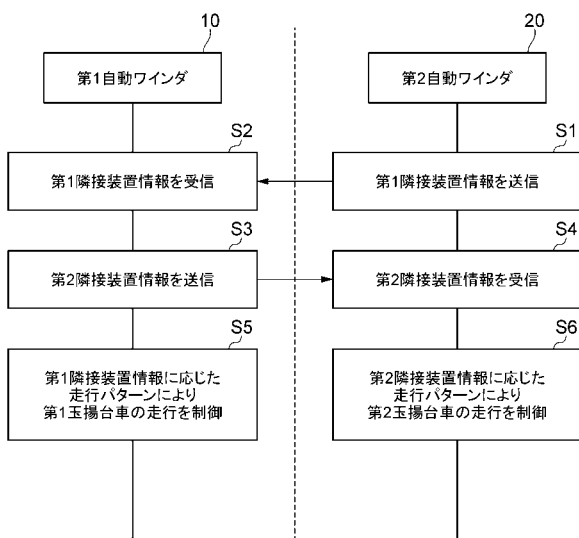 10
20
第1自動ワインダ
第2自動ワインダ
S2
S1
第1隣接装置情報を受信
第1隣接装置情報を送信
S3
S4
第2隣接装置情報を送信
第2隣接装置情報を受信
S5
S6
第1隣接装置情報に応じた
走行パターンにより
第1玉揚台車の走行を制御
第2隣接装置情報に応じた
走行パターンにより
第2玉揚台車の走行を制御